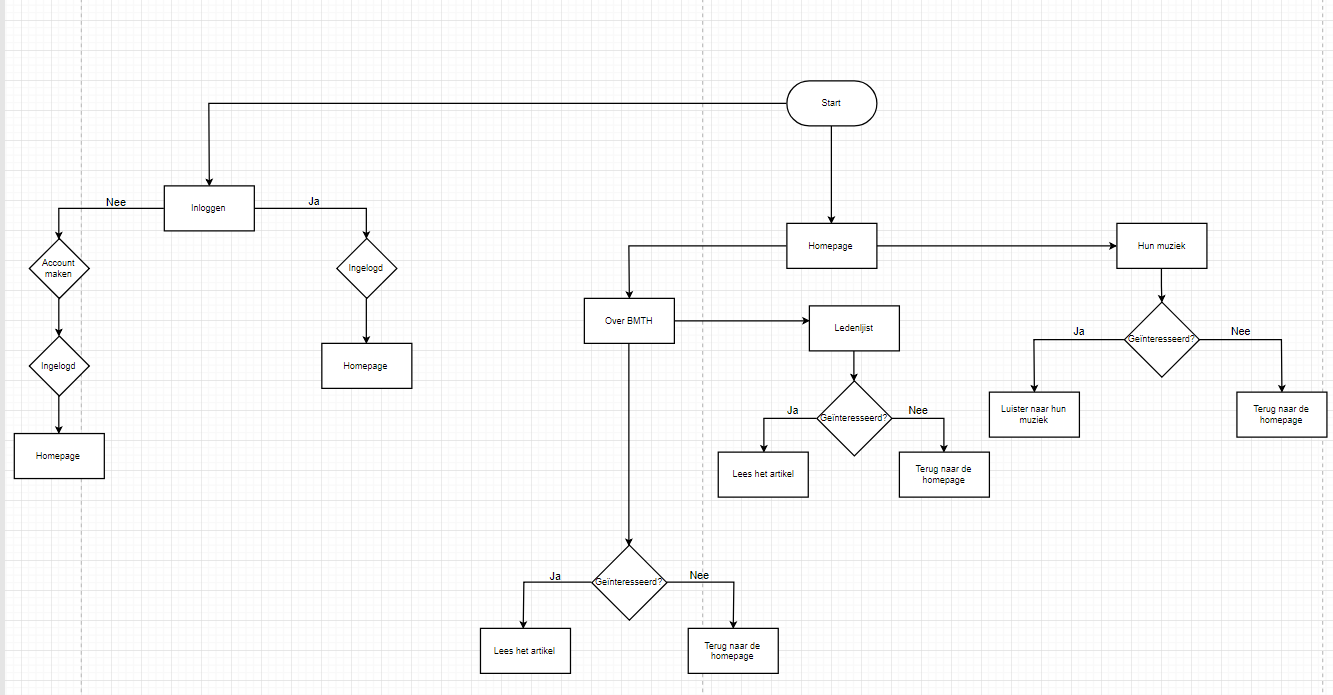 Start
Nee
Inloggen
Ja
Account
maken
Ingelogd
Ingelogd
Homepage
Homepage
Homepage
Hun muziek
Over BMTH
Ledenljist
Ja
Geïnteresseerd?
Nee
Luister naar hun
muziek
Terug naar de
homepage
Ja
Geïnteresseerd?
Nee
Lees het artikel
Terug naar de
homepage
Ja
Geïnteresseerd?
Nee
Lees het artikel
Terug naar de
homepage